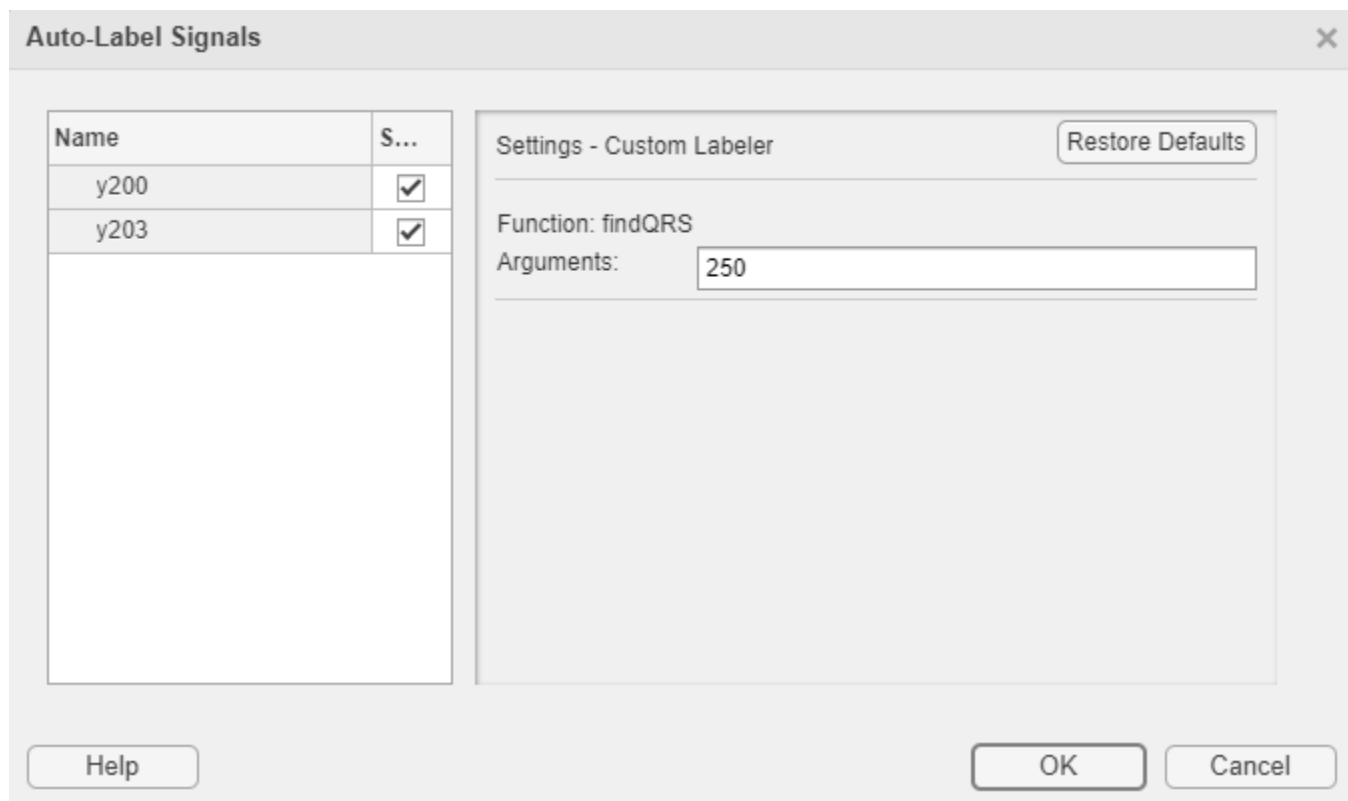 Auto-Label Signals
Name S...
y200
y203
Settings - Custom Labeler Restore Defaults
Function: findQRS
Arguments: 250
Help OK Cancel